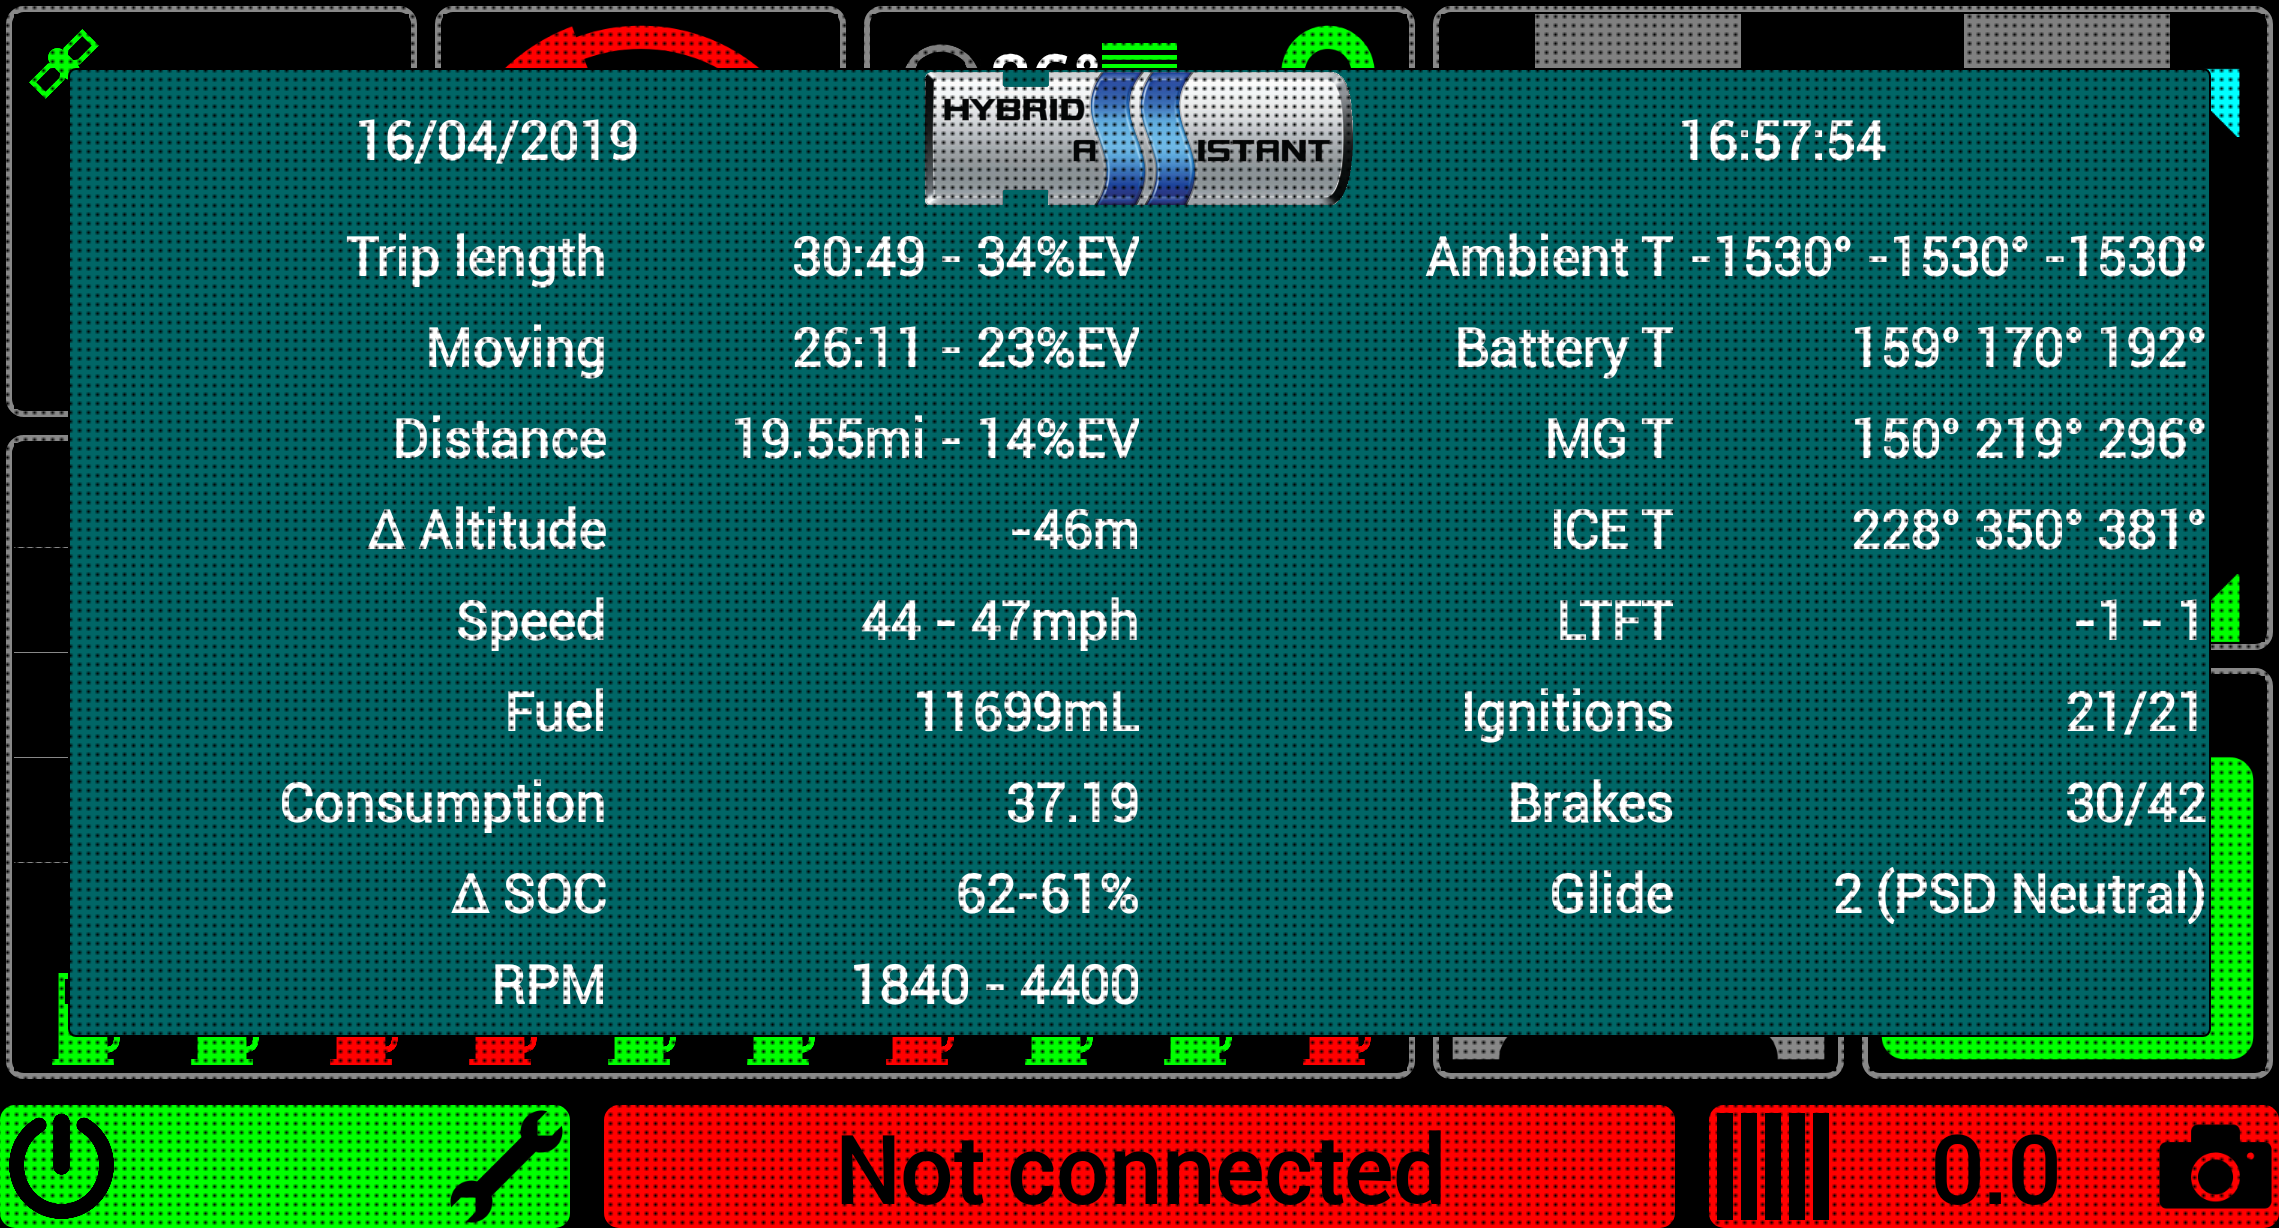 16/04/2019
HYBRID
A ISTANT
16:57:54
Trip length 30:49 - 34%EV
Ambient T -1530° -1530° -1530°
Moving 26:11 - 23%EV
Battery T 159° 170° 192°
Distance 19.55mi - 14%EV
MG T 150° 219° 296°
Δ Altitude -46m
ICE T 228° 350° 381°
Speed 44 - 47mph
LTFT -1 - 1
Fuel 11699mL
Ignitions 21/21
Consumption 37.19
Brakes 30/42
Δ SOC 62-61%
Glide 2 (PSD Neutral)
RPM 1840 - 4400
Not connected
0.0